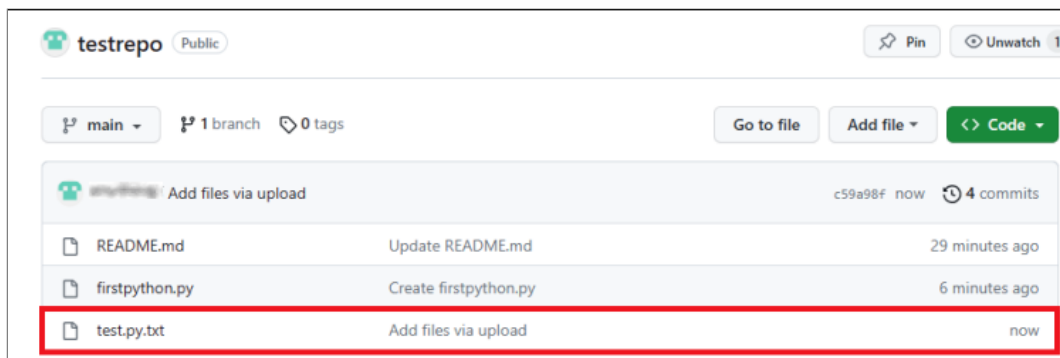 testrepo Public Pin Unwatch 1
main 1 branch 0 tags Go to file Add file Code
Add files via upload c59a98f now 4 commits
README.md Update README.md 29 minutes ago
firstpython.py Create firstpython.py 6 minutes ago
test.py.txt Add files via upload now